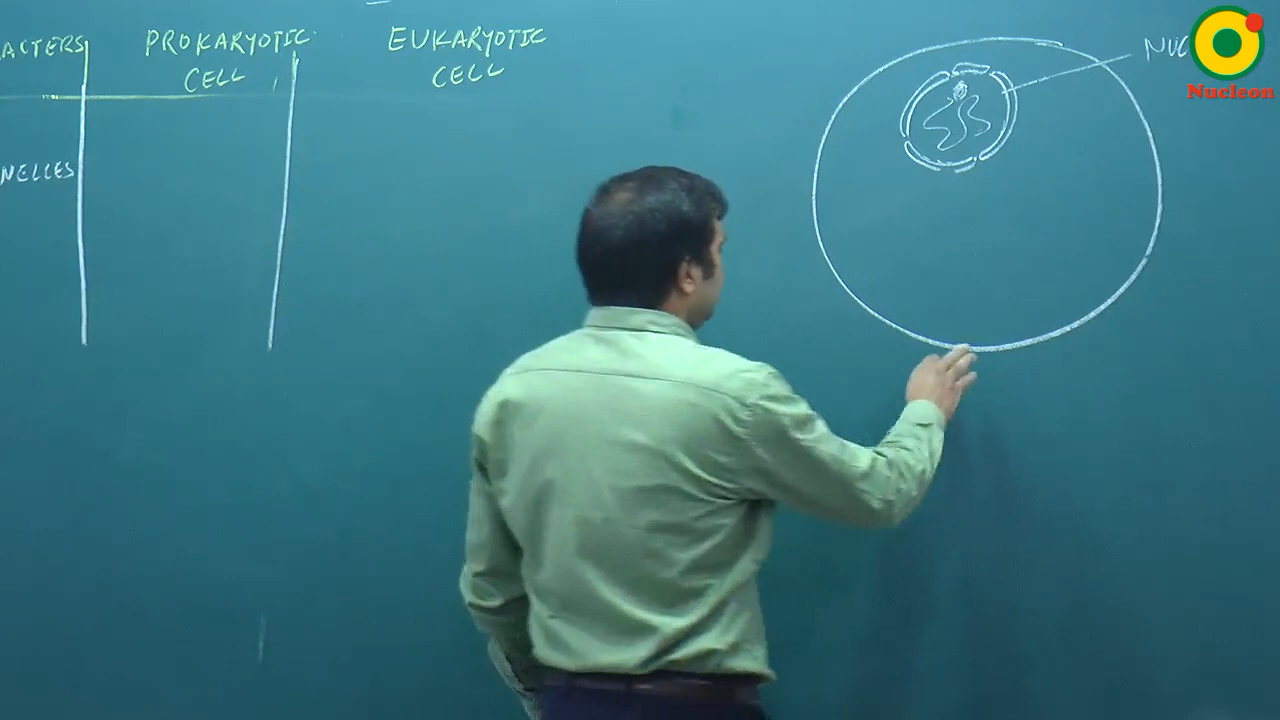 ACTERS PROKARYOTIC EUKARYOTIC
CELL CELL
NELLES
NUC
Nucleon